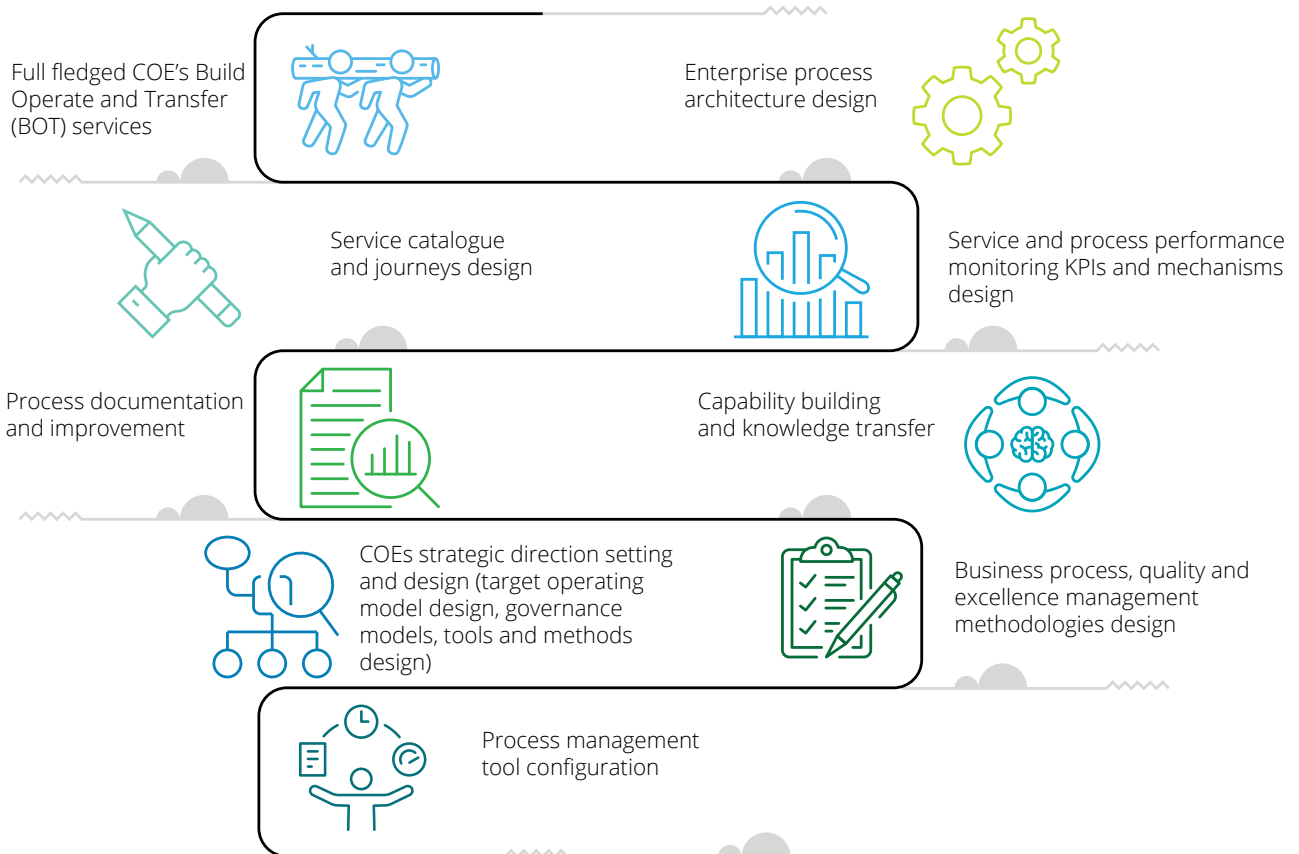 Full fledged COE's Build
Operate and Transfer
(BOT) services
Enterprise process
architecture design
Service catalogue
and journeys design
Service and process performance
monitoring KPIs and mechanisms
design
Process documentation
and improvement
Capability building
and knowledge transfer
COEs strategic direction setting
and design (target operating
model design, governance
models, tools and methods
design)
Business process, quality and
excellence management
methodologies design
Process management
tool configuration